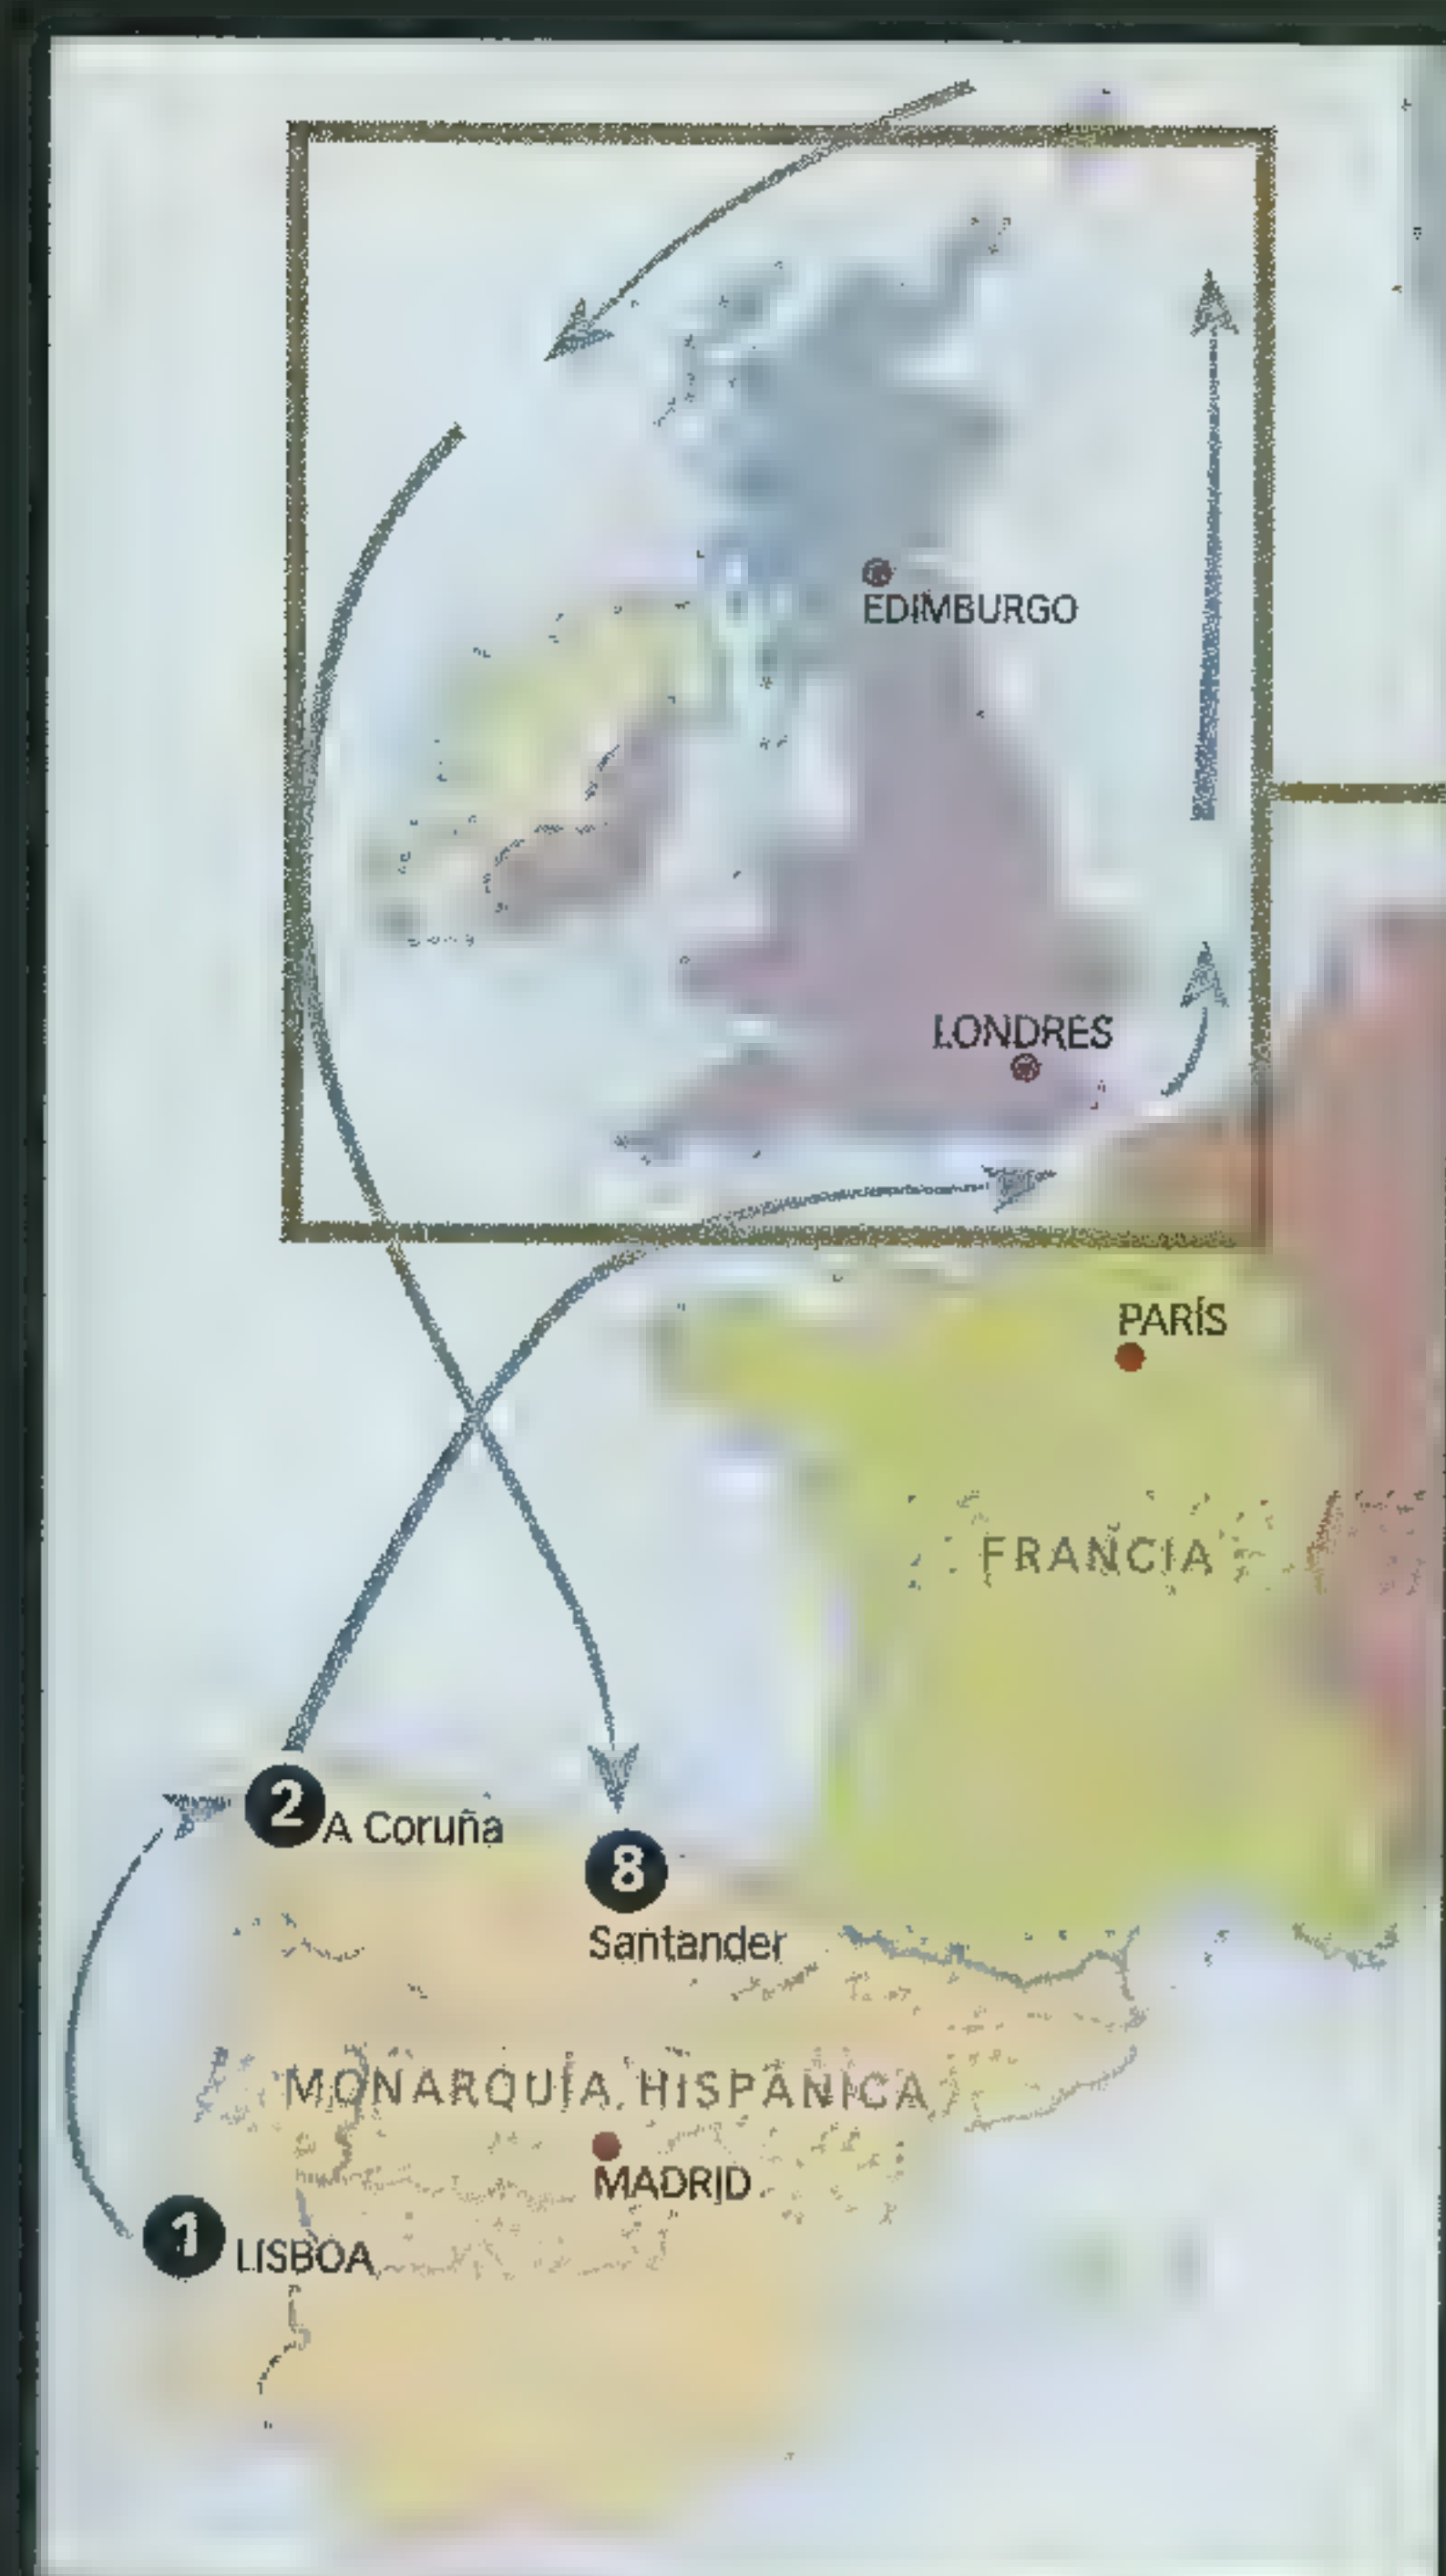 EDIMBURGO
LONDRES
PARÍS
FRANCIA
2
A Coruña
8
Santander
MONARQUÍA HISPÁNICA
MADRID
1
LISBOA